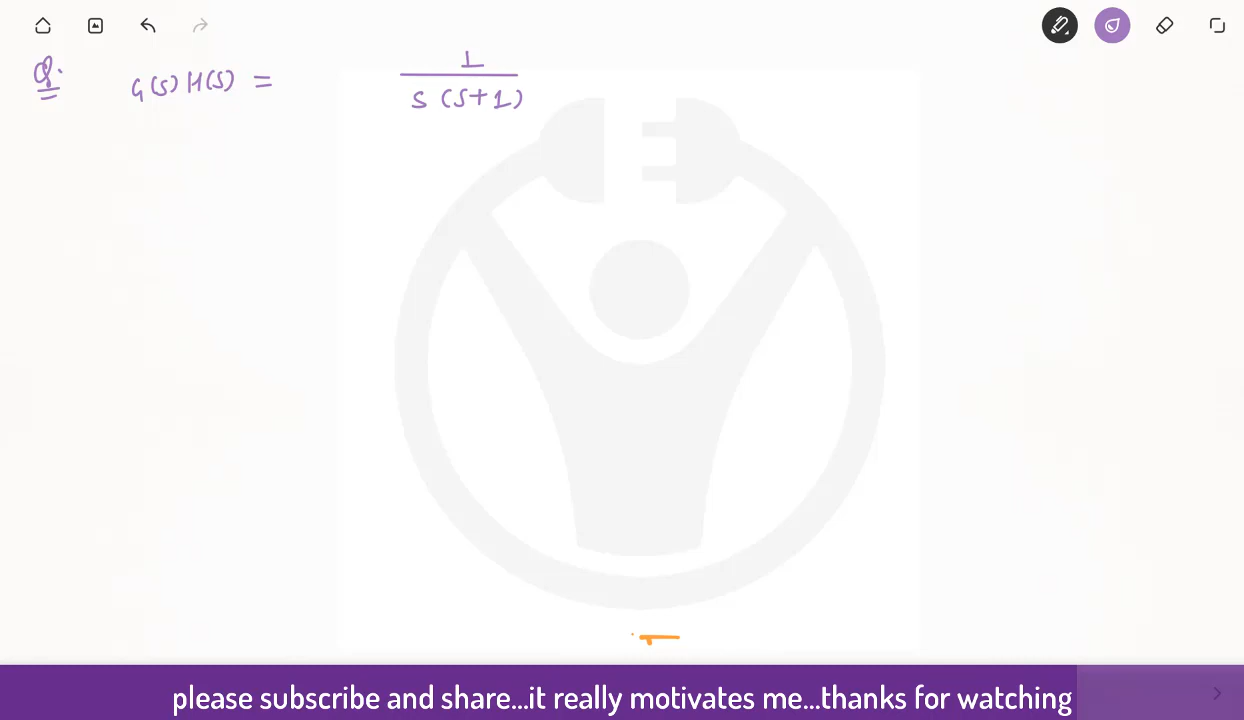 Q. G(s) H(s) = 1
s (s+1)
please subscribe and share...it really motivates me...thanks for watching